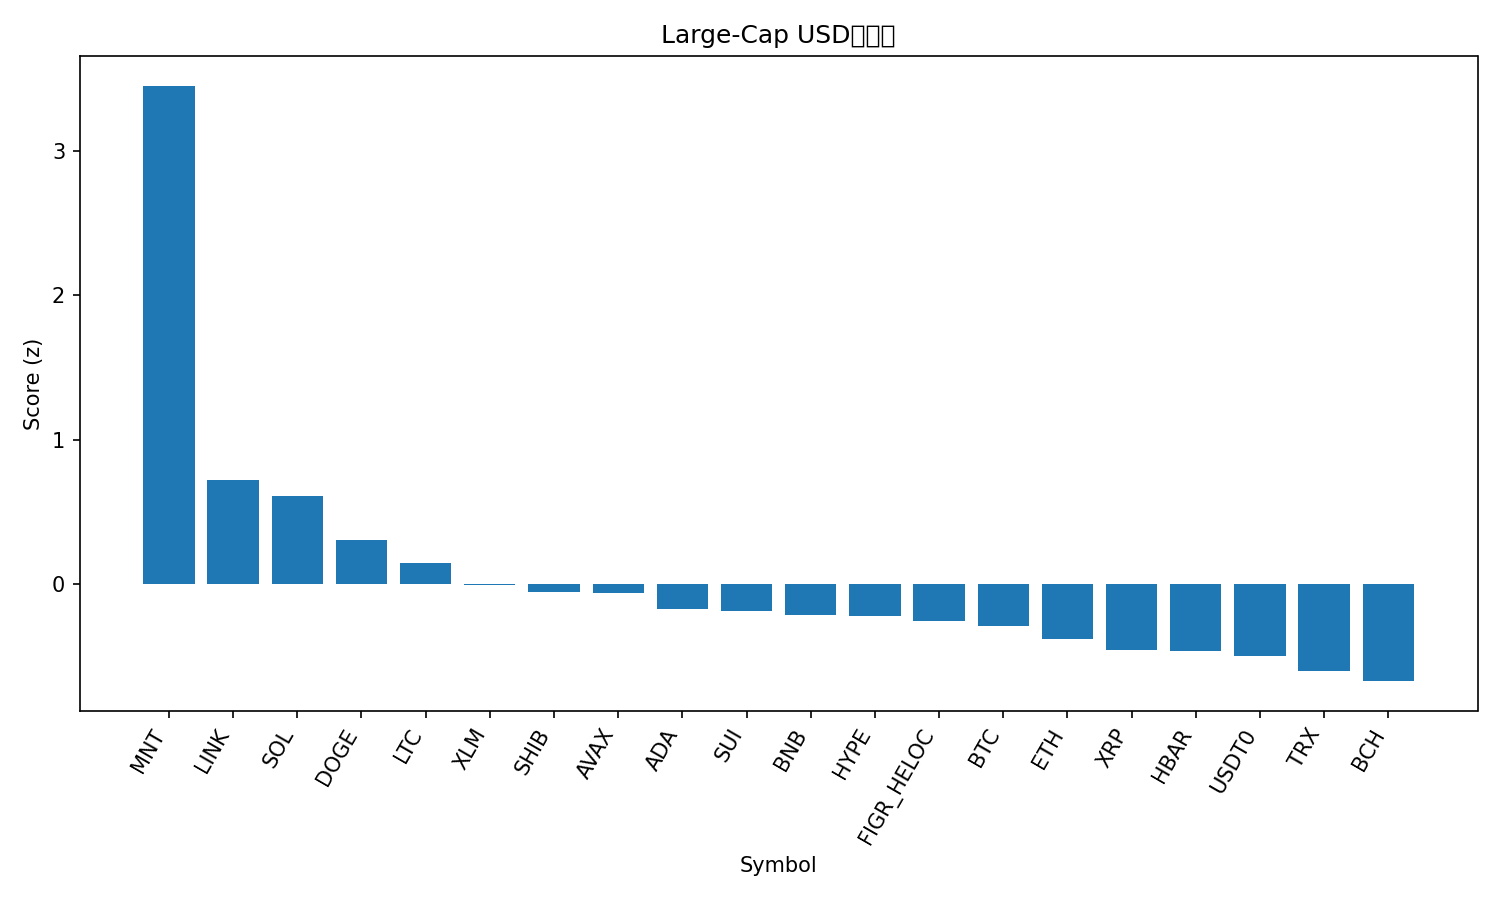 Large-Cap USD
Score (z)
3
2
1
0
MNT
LINK
SOL
DOGE
LTC
XLM
SHIB
AVAX
ADA
SUI
BNB
HYPE
FIGR_HELOC
BTC
ETH
XRP
HBAR
USDT0
TRX
BCH
Symbol